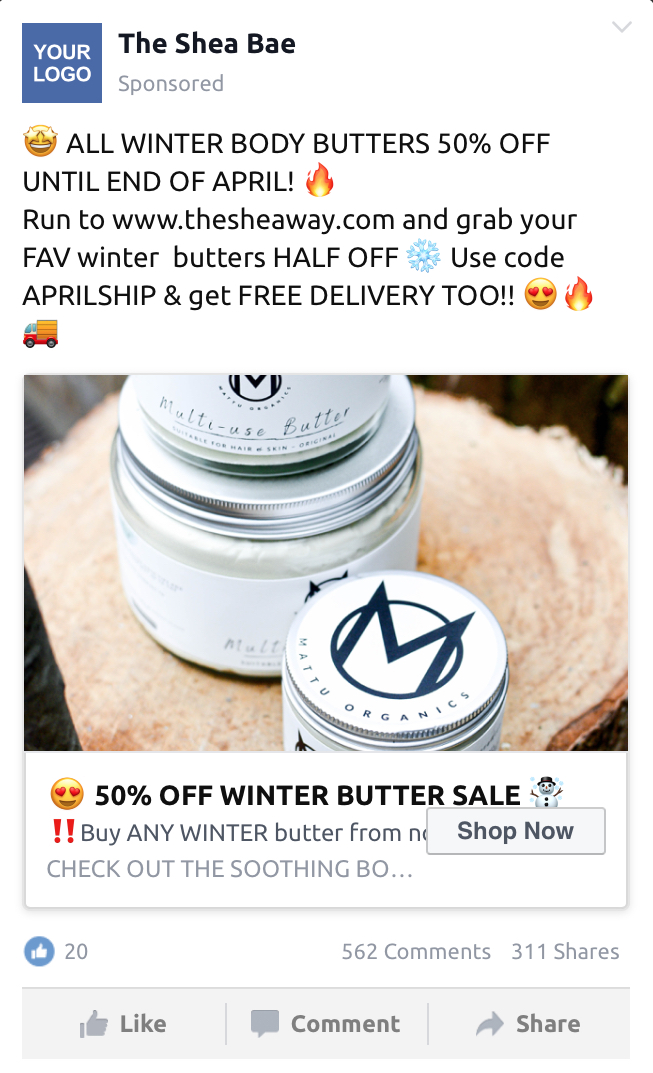 YOUR
LOGO
The Shea Bae
Sponsored
🤩 ALL WINTER BODY BUTTERS 50% OFF
UNTIL END OF APRIL! 🔥
Run to www.thesheaway.com and grab your
FAV winter  butters HALF OFF ❄️ Use code
APRILSHIP & get FREE DELIVERY TOO!! 😍🔥
🚚
MATTU ORGANICS
Multi-use Butter
SUITABLE FOR HAIR & SKIN - ORIGINAL
MATTU ORGANICS
😍 50% OFF WINTER BUTTER SALE ☃️
‼️Buy ANY WINTER butter from
Shop Now
CHECK OUT THE SOOTHING BO…
20
562 Comments
311 Shares
Like
Comment
Share